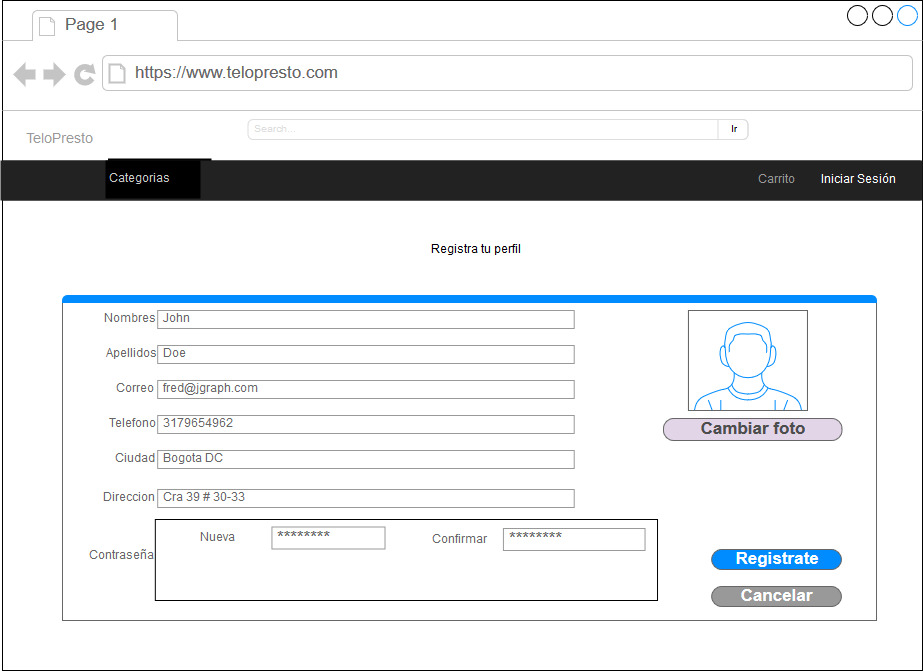 Page 1
https://www.telopresto.com
TeloPresto
Search...
Ir
Categorias
Carrito
Iniciar Sesión
Registra tu perfil
Nombres John
Apellidos Doe
Correo fred@jgraph.com
Telefono 3179654962
Cambiar foto
Ciudad Bogota DC
Direccion Cra 39 # 30-33
Contraseña
Nueva ********
Confirmar ********
Registrate
Cancelar